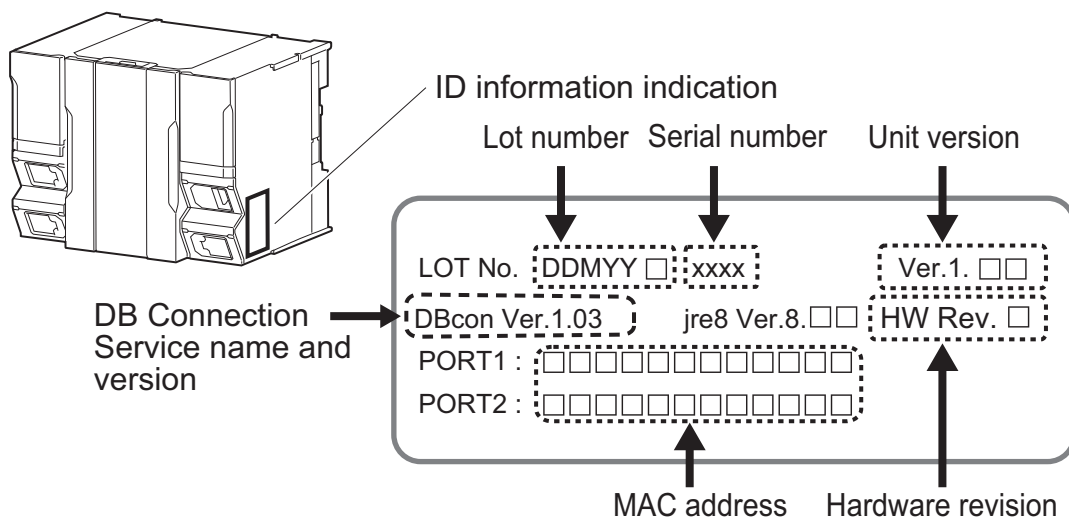 ID information indication
Lot number Serial number Unit version
LOT No. DDMYY □ xxxx Ver.1. □□
DB Connection
Service name and
version
DBcon Ver.1.03 jre8 Ver.8.□□ HW Rev. □
PORT1 : □□□□□□□□□□□□
PORT2 : □□□□□□□□□□□□
MAC address Hardware revision